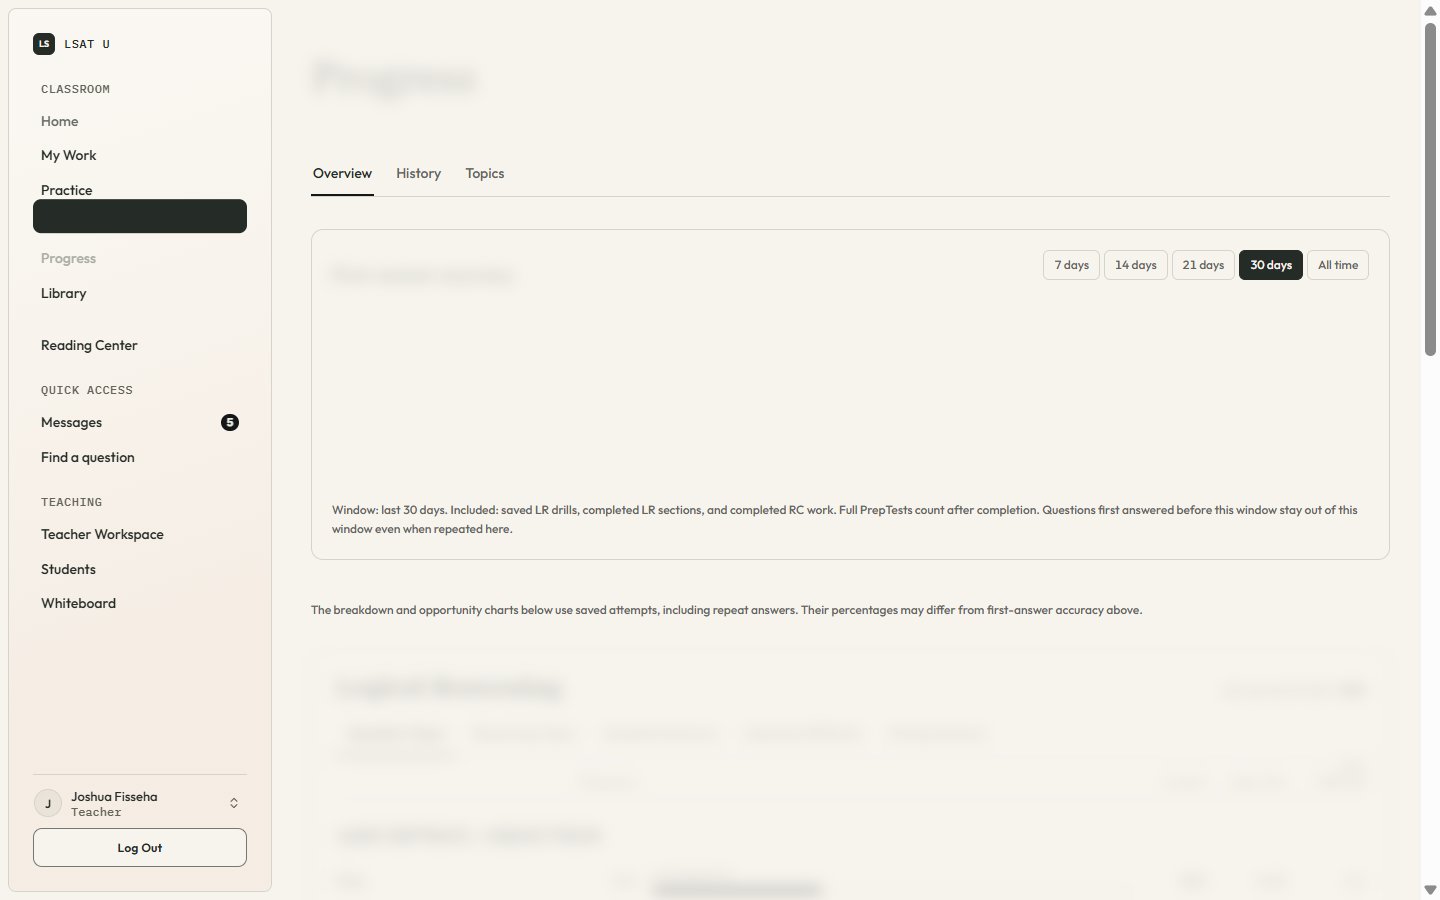 LS LSAT U
CLASSROOM
Home
My Work
Practice
Progress
Library
Reading Center
QUICK ACCESS
Messages 5
Find a question
TEACHING
Teacher Workspace
Students
Whiteboard
J Joshua Fisseha
Teacher
Log Out
Progress
Overview History Topics
7 days 14 days 21 days 30 days All time
Window: last 30 days. Included: saved LR drills, completed LR sections, and completed RC work. Full PrepTests count after completion. Questions first answered before this window stay out of this
window even when repeated here.
The breakdown and opportunity charts below use saved attempts, including repeat answers. Their percentages may differ from first-answer accuracy above.
Logical Reasoning